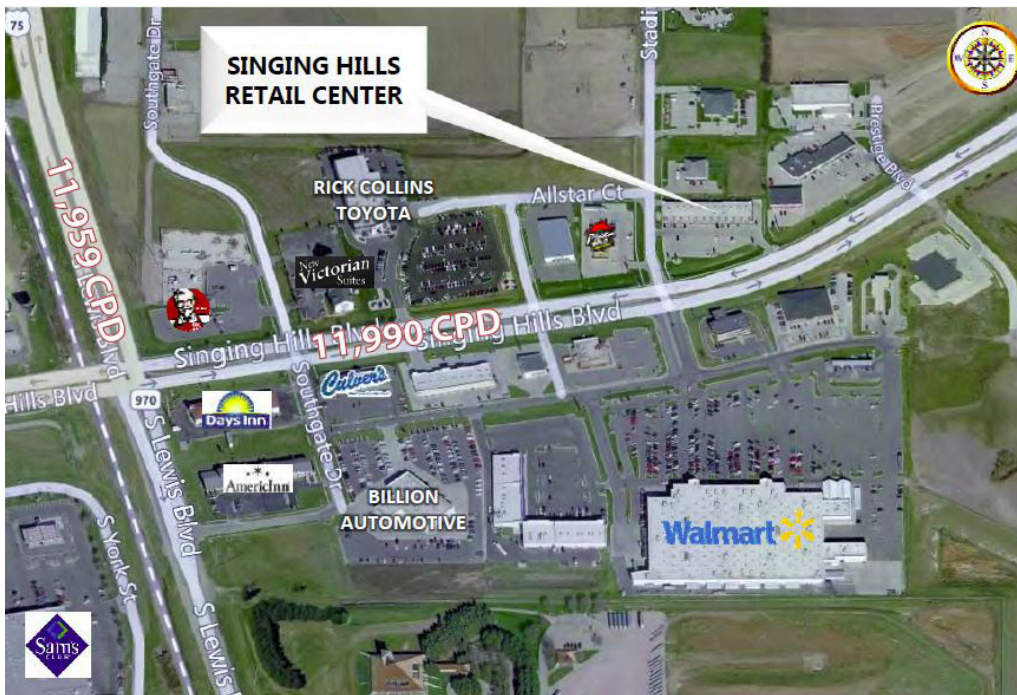 75
Southgate Dr
SINGING HILLS
RETAIL CENTER
Stadi
N
W
E
S
Prestige Blvd
11,959 CPD
lvd
RICK COLLINS
TOYOTA
Allstar Ct
New
Victorian
Suites
Singing Hills Blvd
11,990 CPD
Singing Hills Blvd
Hills Blvd
970
Culver's
Days Inn
Southgate Dr
S Lewis Blvd
AmericInn
BILLION
AUTOMOTIVE
Walmart
S York St
S Lewis
Sam's
CLUB